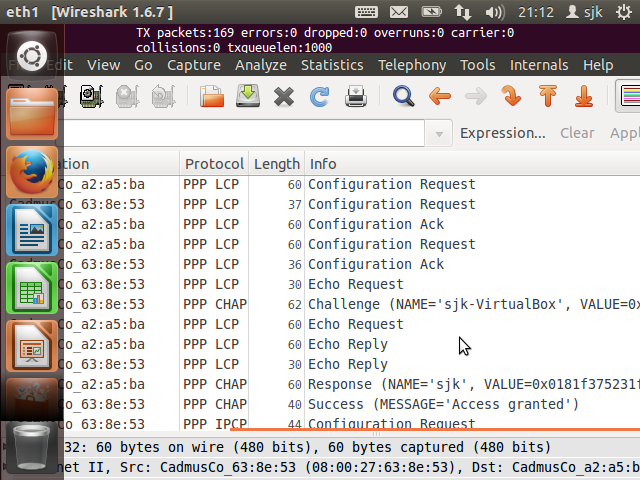 eth1 [Wireshark 1.6.7 ] 21:12 sjk
TX packets:169 errors:0 dropped:0 overruns:0 carrier:0
collisions:0 txqueuelen:1000
View Go Capture Analyze Statistics Telephony Tools Internals Help
Expression... Clear
Protocol Length Info
Co_a2:a5:ba PPP LCP 60 Configuration Request
Co_63:8e:53 PPP LCP 37 Configuration Request
Co_63:8e:53 PPP LCP 24 Configuration Ack
Co_a2:a5:ba PPP LCP 60 Configuration Request
Co_63:8e:53 PPP LCP 36 Configuration Ack
Co_63:8e:53 PPP LCP 30 Echo Request
Co_63:8e:53 PPP CHAP 62 Challenge (NAME='sjk-VirtualBox', VALUE=0x
Co_a2:a5:ba PPP LCP 60 Echo Request
Co_a2:a5:ba PPP LCP 60 Echo Reply
Co_63:8e:53 PPP LCP 30 Echo Reply
Co_a2:a5:ba PPP CHAP 60 Response (NAME='sjk', VALUE=0x0181f375231f
Co_63:8e:53 PPP CHAP 40 Success (MESSAGE='Access granted')
Co_63:8e:53 PPP IPCP 44 Configuration Request
32: 60 bytes on wire (480 bits), 60 bytes captured (480 bits)
net II, Src: CadmusCo_63:8e:53 (08:00:27:63:8e:53), Dst: CadmusCo_a2:a5:b